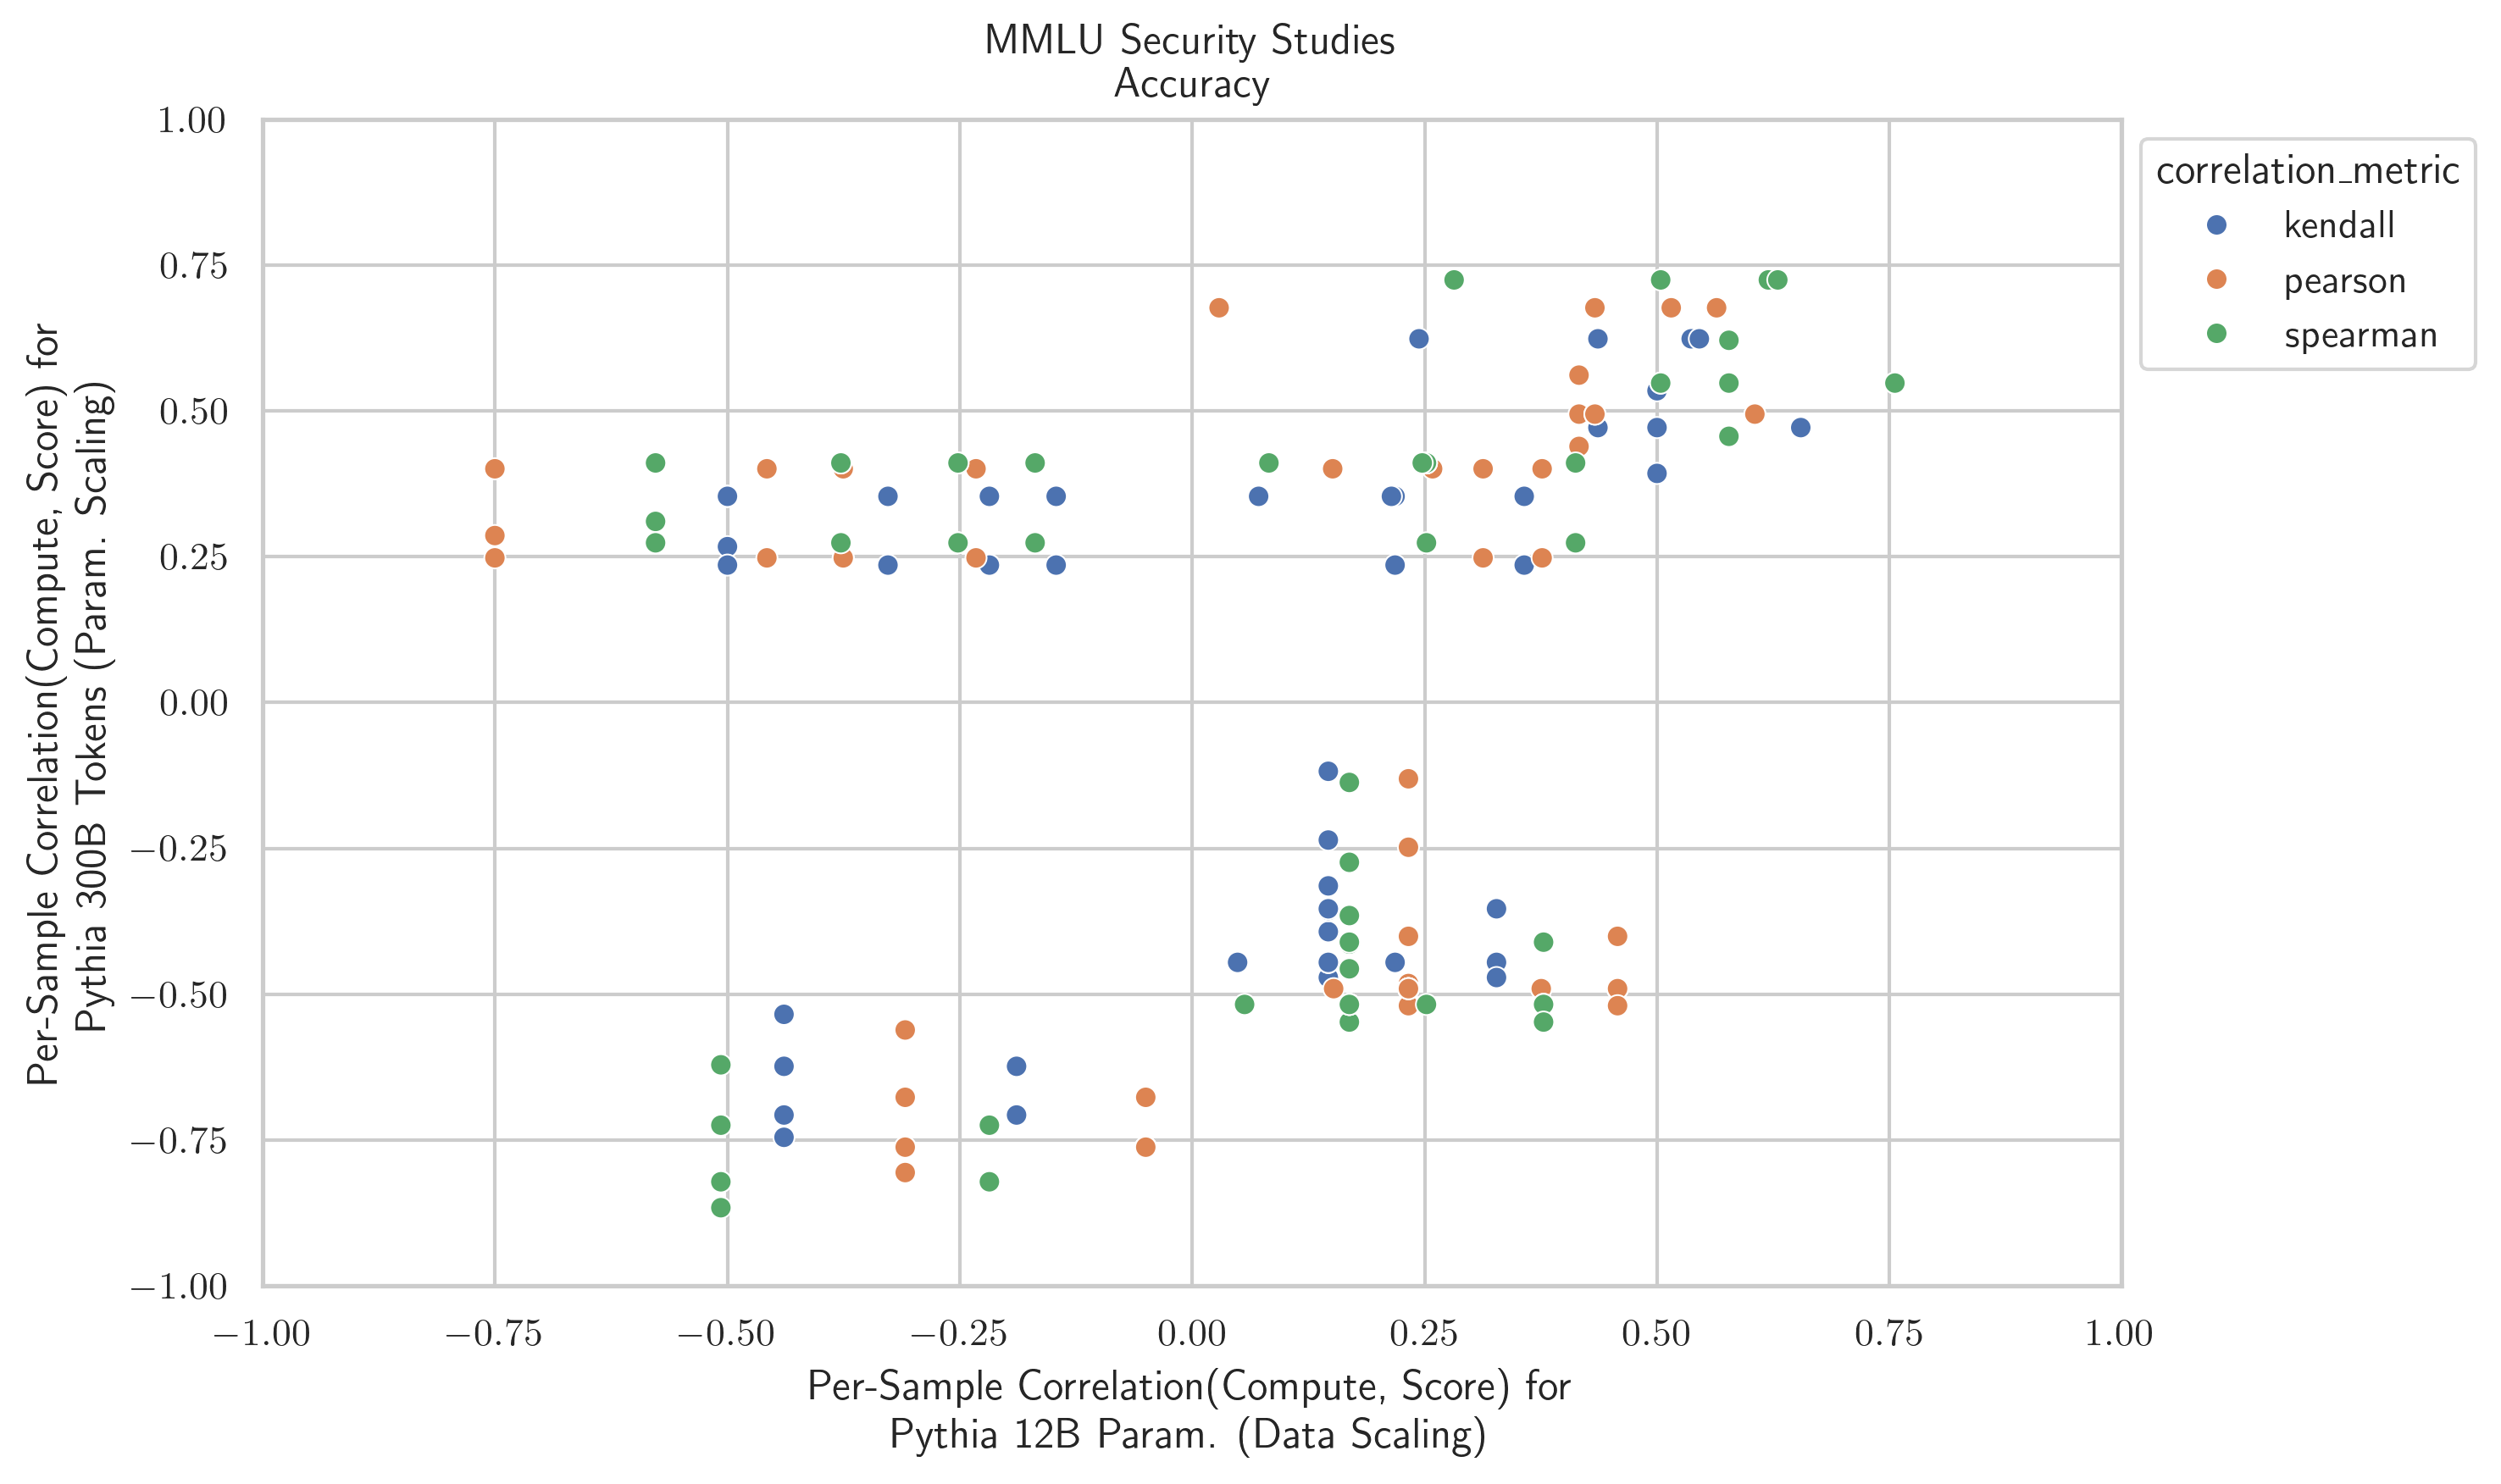 MMLU Security Studies
Accuracy
Per-Sample Correlation(Compute, Score) for
Pythia 300B Tokens (Param. Scaling)
1.00
0.75
0.50
0.25
0.00
−0.25
−0.50
−0.75
−1.00
−1.00 −0.75 −0.50 −0.25 0.00 0.25 0.50 0.75 1.00
Per-Sample Correlation(Compute, Score) for
Pythia 12B Param. (Data Scaling)
correlation_metric
kendall
pearson
spearman